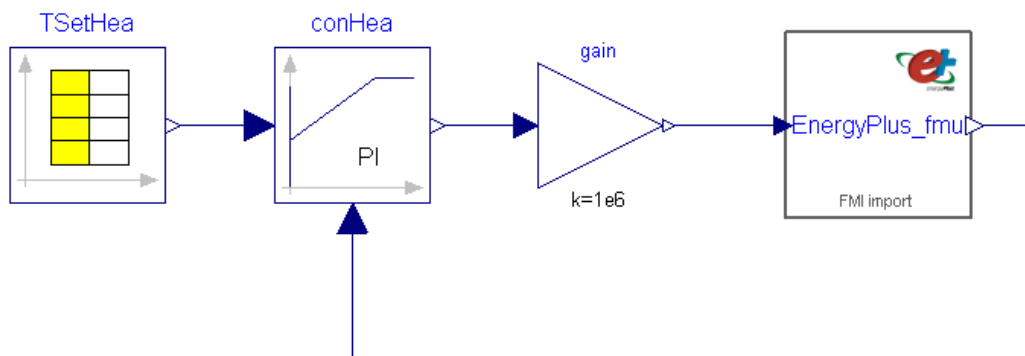 TSetHea
conHea
gain
PI
k=1e6
EnergyPlus_fmu
FMI import